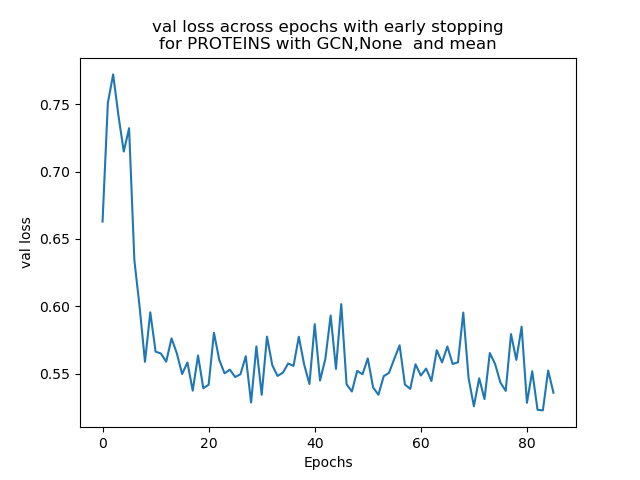 val loss across epochs with early stopping
for PROTEINS with GCN,None  and mean
0.75
0.70
0.65
0.60
0.55
val loss
0 20 40 60 80
Epochs